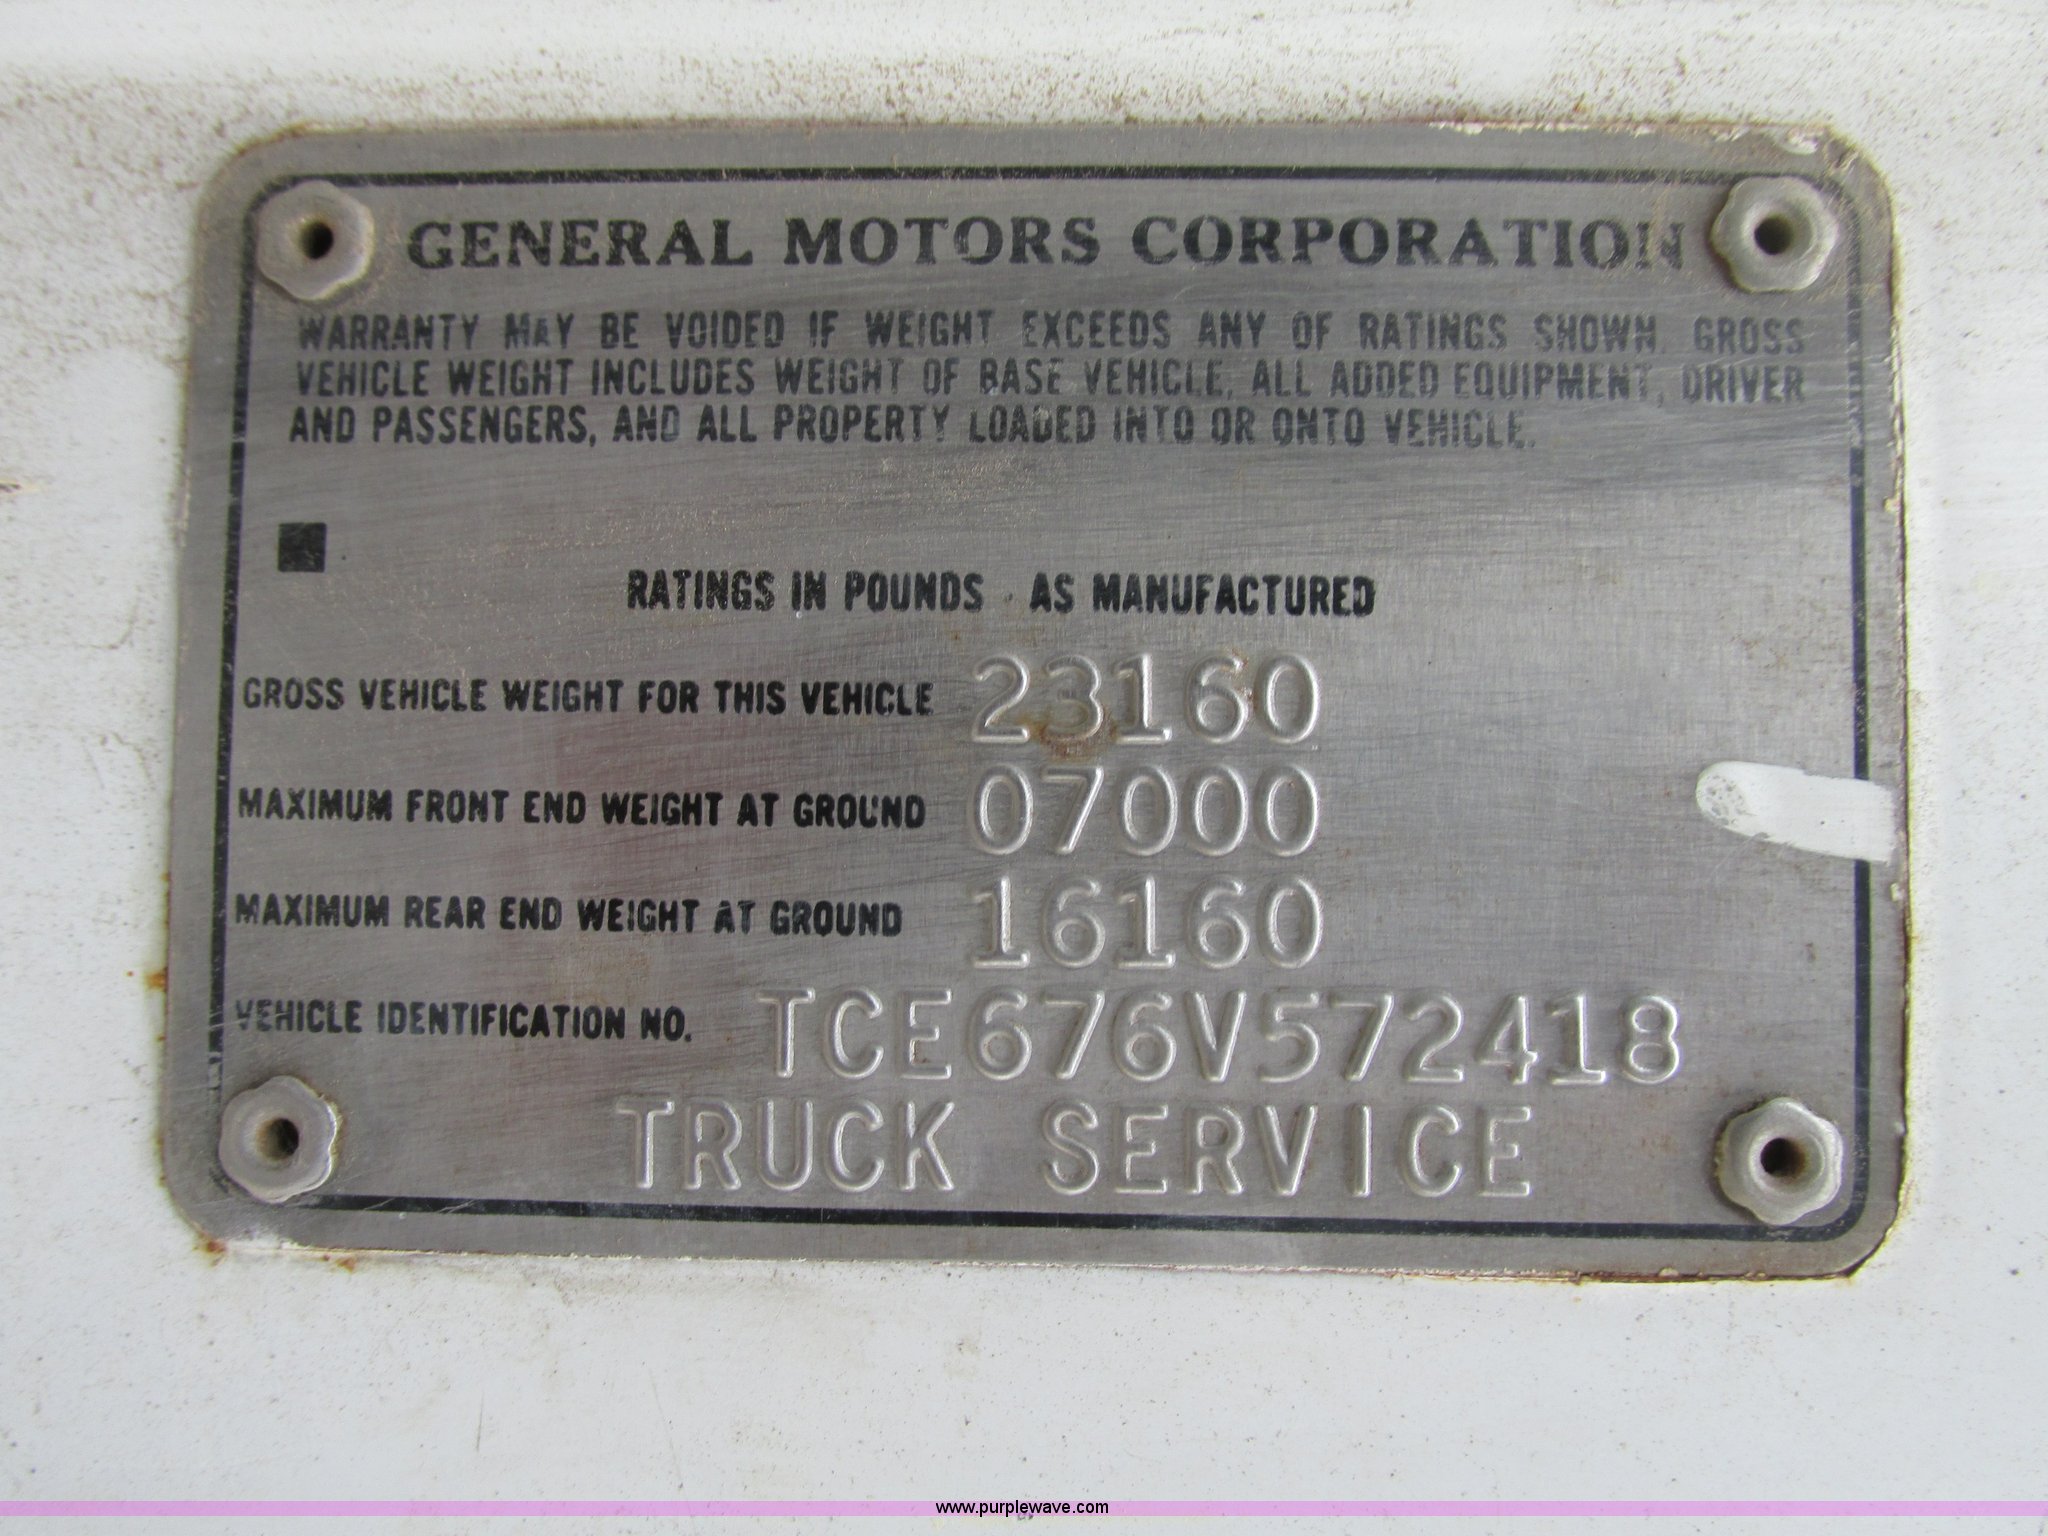 GENERAL MOTORS CORPORATION
WARRANTY MAY BE VOIDED IF WEIGHT EXCEEDS ANY OF RATINGS SHOWN. GROSS
VEHICLE WEIGHT INCLUDES WEIGHT OF BASE VEHICLE, ALL ADDED EQUIPMENT, DRIVER
AND PASSENGERS, AND ALL PROPERTY LOADED INTO OR ONTO VEHICLE.
RATINGS IN POUNDS - AS MANUFACTURED
GROSS VEHICLE WEIGHT FOR THIS VEHICLE 23160
MAXIMUM FRONT END WEIGHT AT GROUND 07000
MAXIMUM REAR END WEIGHT AT GROUND 16160
VEHICLE IDENTIFICATION NO. TCE676V572418
TRUCK SERVICE
www.purplewave.com